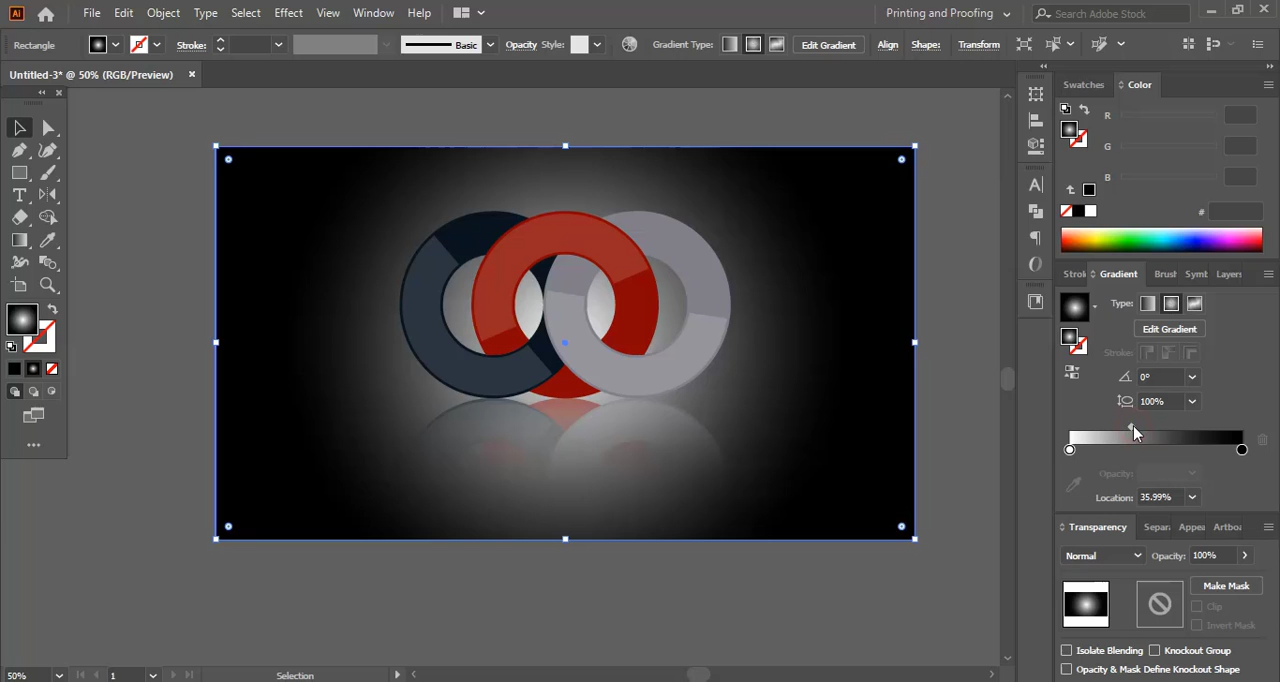 Ai File Edit Object Type Select Effect View Window Help Printing and Proofing Search Adobe Stock
Rectangle Stroke: Basic Opacity Style: Gradient Type: Edit Gradient Align Shape: Transform
Untitled-3* @ 50% (RGB/Preview)
Swatches Color
R
G
B
#
Strok Gradient Brush Symb Layers
Type:
Edit Gradient
Stroke:
0°
100%
Opacity:
Location: 35.99%
Transparency Separa Appea Artboa
Normal Opacity: 100%
Make Mask
Clip
Invert Mask
Isolate Blending Knockout Group
Opacity & Mask Define Knockout Shape
50% 1 Selection